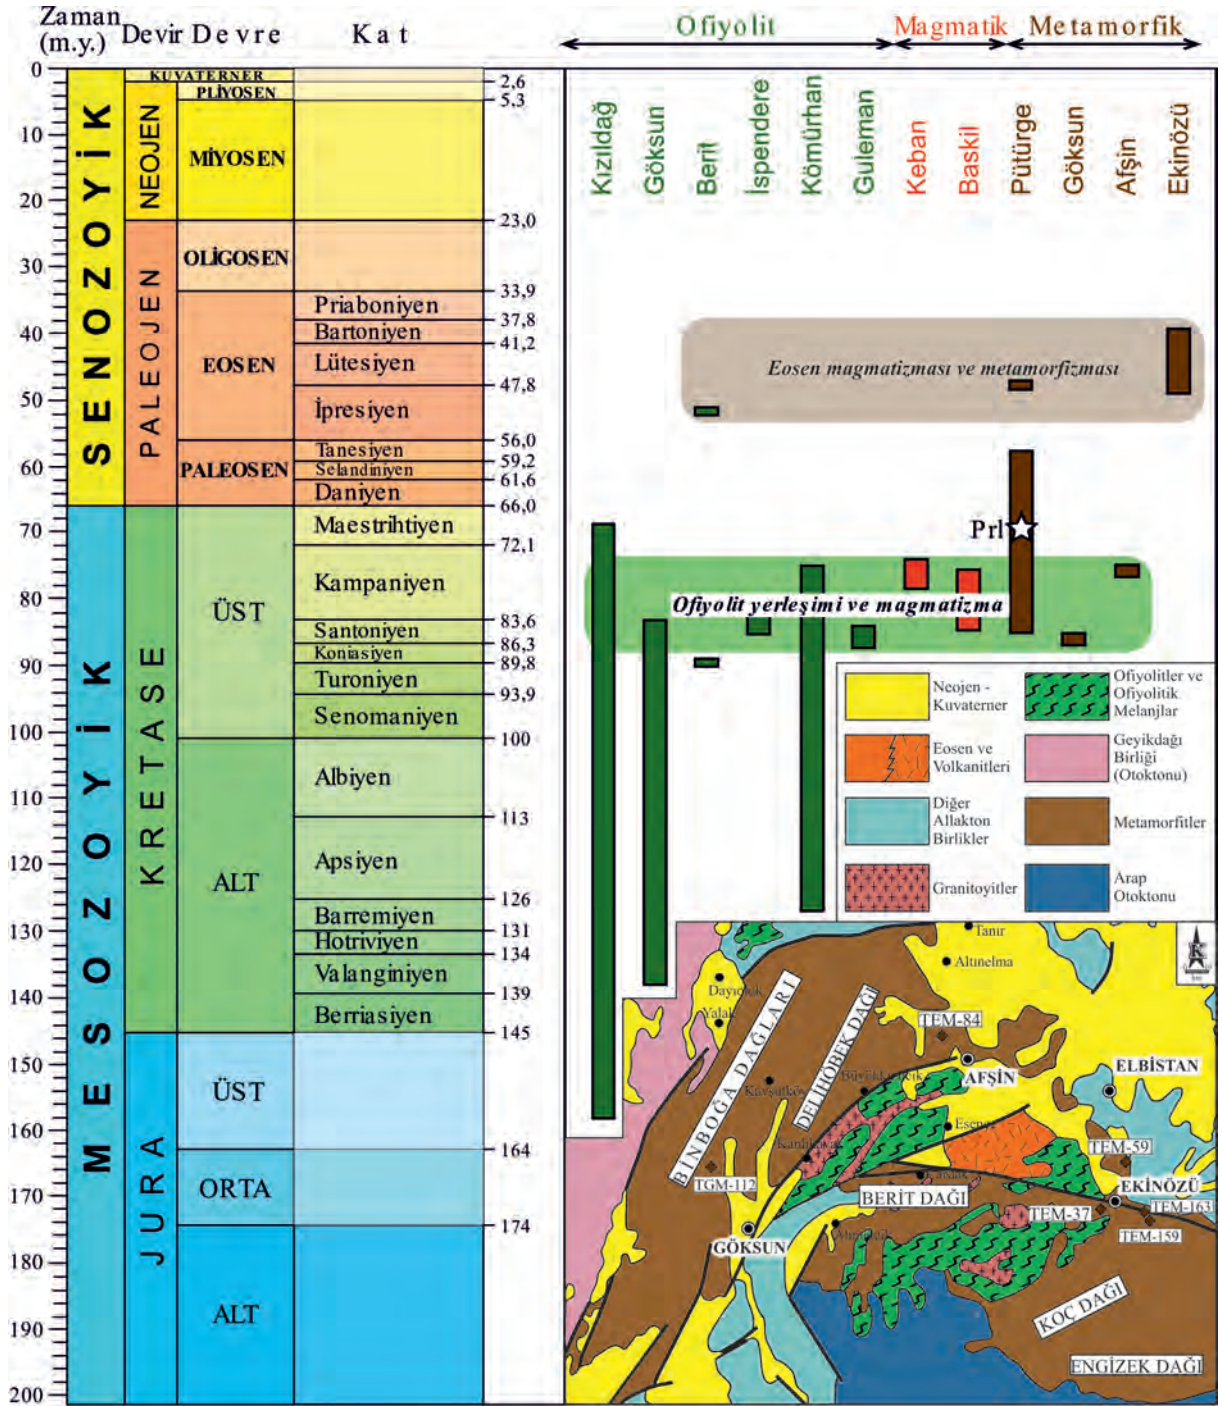 Zaman
(m.y.)
Devir
Devre
Kat
Ofiyolit
Magmatik
Metamorfik
0
10
20
30
40
50
60
70
80
90
100
110
120
130
140
150
160
170
180
190
200
SENOZOYİK
MESOZOYİK
NEOJEN
PALEOJEN
KRETASE
JURA
KUVATERNER
PLİYOSEN
MİYOSEN
OLİGOSEN
EOSEN
PALEOSEN
ÜST
ALT
ÜST
ORTA
ALT
Priaboniyen
Bartoniyen
Lütesiyen
İpresiyen
Tanesiyen
Selandiniyen
Daniyen
Maestrihtiyen
Kampaniyen
Santoniyen
Koniasiyen
Turoniyen
Senomaniyen
Albiyen
Apsiyen
Barremiyen
Hotriviyen
Valanginiyen
Berriasiyen
2,6
5,3
23,0
33,9
37,8
41,2
47,8
56,0
59,2
61,6
66,0
72,1
83,6
86,3
89,8
93,9
100
113
126
131
134
139
145
164
174
Kızıldağ
Göksun
Berit
İspendere
Kömürhan
Guleman
Keban
Baskil
Pütürge
Göksun
Afşin
Ekinözü
Eosen magmatizması ve metamorfizması
Prl
Ofiyolit yerleşimi ve magmatizma
Neojen -
Kuvaterner
Eosen ve
Volkanitleri
Diğer
Allakton
Birlikler
Granitoyitler
Ofiyolitler ve
Ofiyolitik
Melanjlar
Geyikdağı
Birliği
(Otoktonu)
Metamorfitler
Arap
Otoktonu
Tanır
Altınelma
K
Yalak
TEM-84
AFŞİN
ELBİSTAN
BİNBOĞA DAĞLARI
DELİHÖBEK DAĞI
TEM-59
TGM-112
BERİT DAĞI
EKİNÖZÜ
TEM-37
TEM-163
TEM-159
GÖKSUN
KOÇ DAĞI
ENGİZEK DAĞI